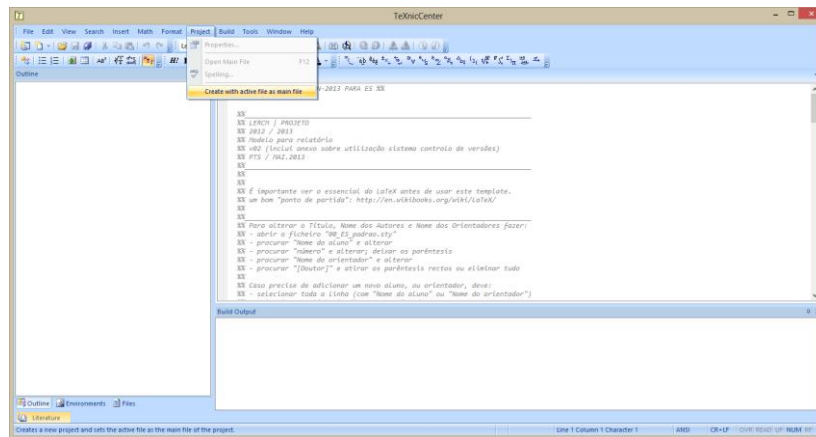 TeXnicCenter
File Edit View Search Insert Math Format Project Build Tools Window Help
Properties...
Open Main File F12
Spelling...
Create with active file as main file
Outline
-2013 PARA ES %%
%%
%% LERCM | PROJETO
%% 2012 / 2013
%% Modelo para relatório
%% v02 (inclui anexo sobre utilização sistema controlo de versões)
%% PTS / MAI.2013
%%
%%
%%
%% É importante ver o essencial do LaTeX antes de usar este template.
%% um bom "ponto de partida": http://en.wikibooks.org/wiki/LaTeX/
%%
%%
%% Para alterar o Título, Nome dos Autores e Nome dos Orientadores fazer:
%% - abrir o ficheiro "00_ES_padrao.sty"
%% - procurar "Nome do aluno" e alterar
%% - procurar "número" e alterar; deixar os parêntesis
%% - procurar "Nome do orientador" e alterar
%% - procurar "[Doutor]" e atirar os parêntesis rectos ou eliminar tudo
%%
%% Caso precise de adicionar um novo aluno, ou orientador, deve:
%% - selecionar toda a linha (com "Nome do aluno" ou "Nome do orientador")
Build Output
Outline Environments Files
Literature
Creates a new project and sets the active file as the main file of the project.
Line 1 Column 1 Character 1 ANSI CR+LF OVR READ UF NUM RF